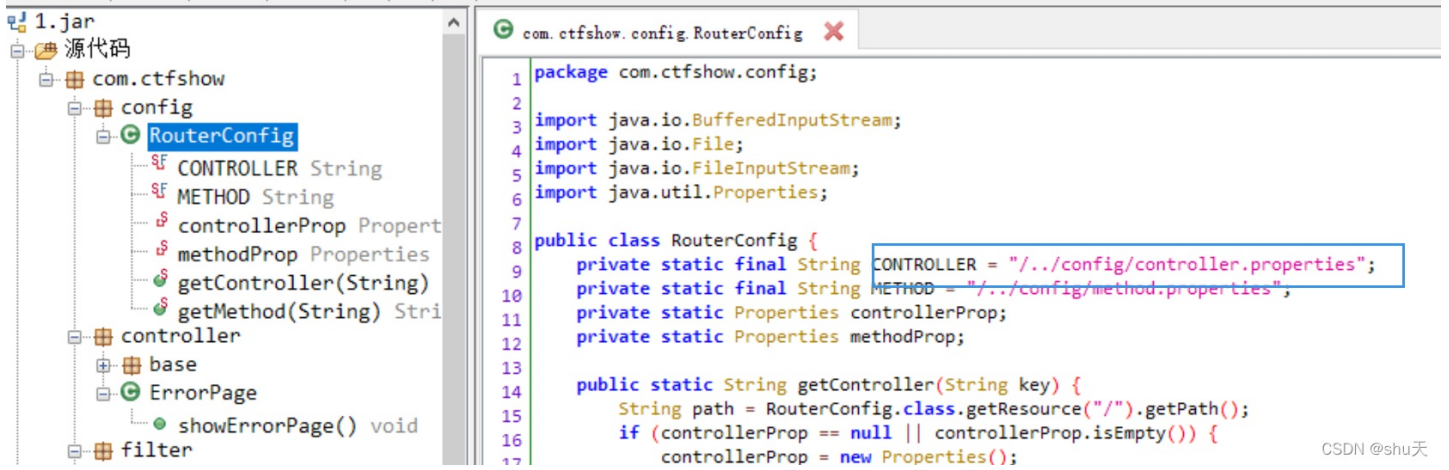 1.jar
源代码
com.ctfshow
config
RouterConfig
CONTROLLER String
METHOD String
controllerProp Propert
methodProp Properties
getController(String)
getMethod(String) Stri
controller
base
ErrorPage
showErrorPage() void
filter
com.ctfshow.config.RouterConfig
1 package com.ctfshow.config;
2
3 import java.io.BufferedInputStream;
4 import java.io.File;
5 import java.io.FileInputStream;
6 import java.util.Properties;
7
8 public class RouterConfig {
9 private static final String CONTROLLER = "/../config/controller.properties";
10 private static final String METHOD = "/../config/method.properties";
11 private static Properties controllerProp;
12 private static Properties methodProp;
13
14 public static String getController(String key) {
15 String path = RouterConfig.class.getResource("/").getPath();
16 if (controllerProp == null || controllerProp.isEmpty()) {
17 controllerProp = new Properties();
CSDN @shu天